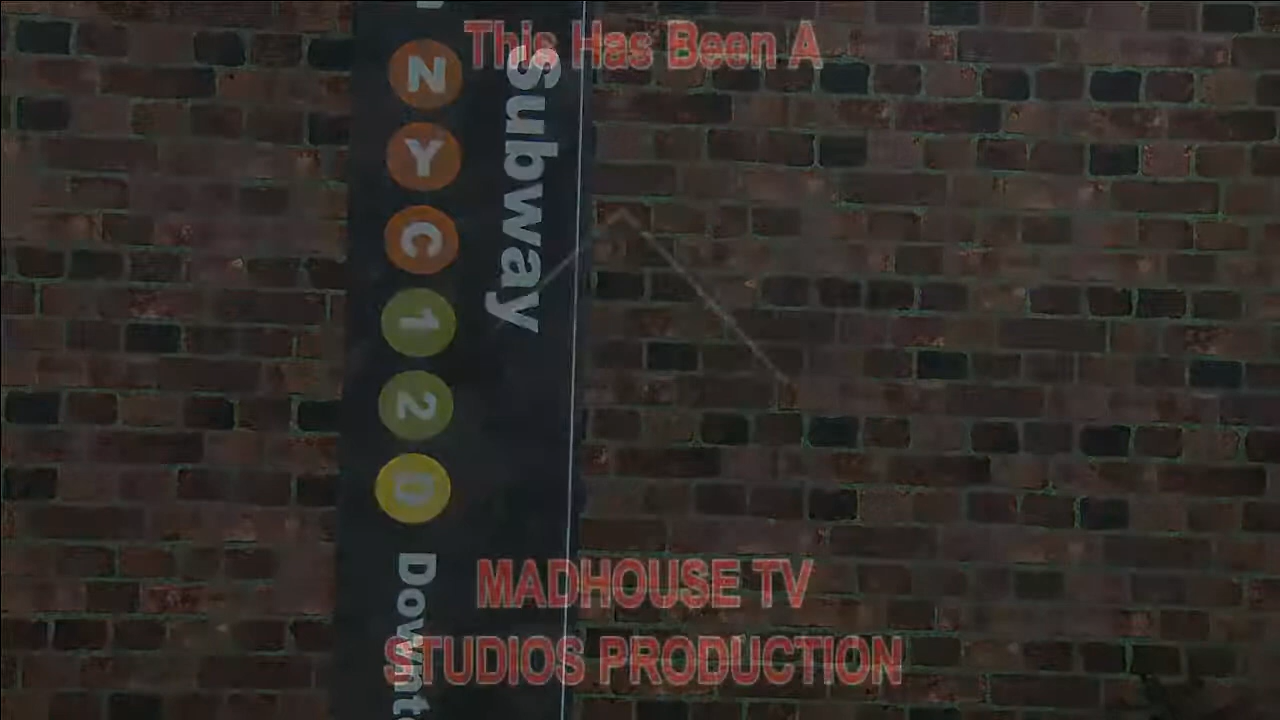 This Has Been A
Subway
N Y C 1 2 D
MADHOUSE TV
STUDIOS PRODUCTION